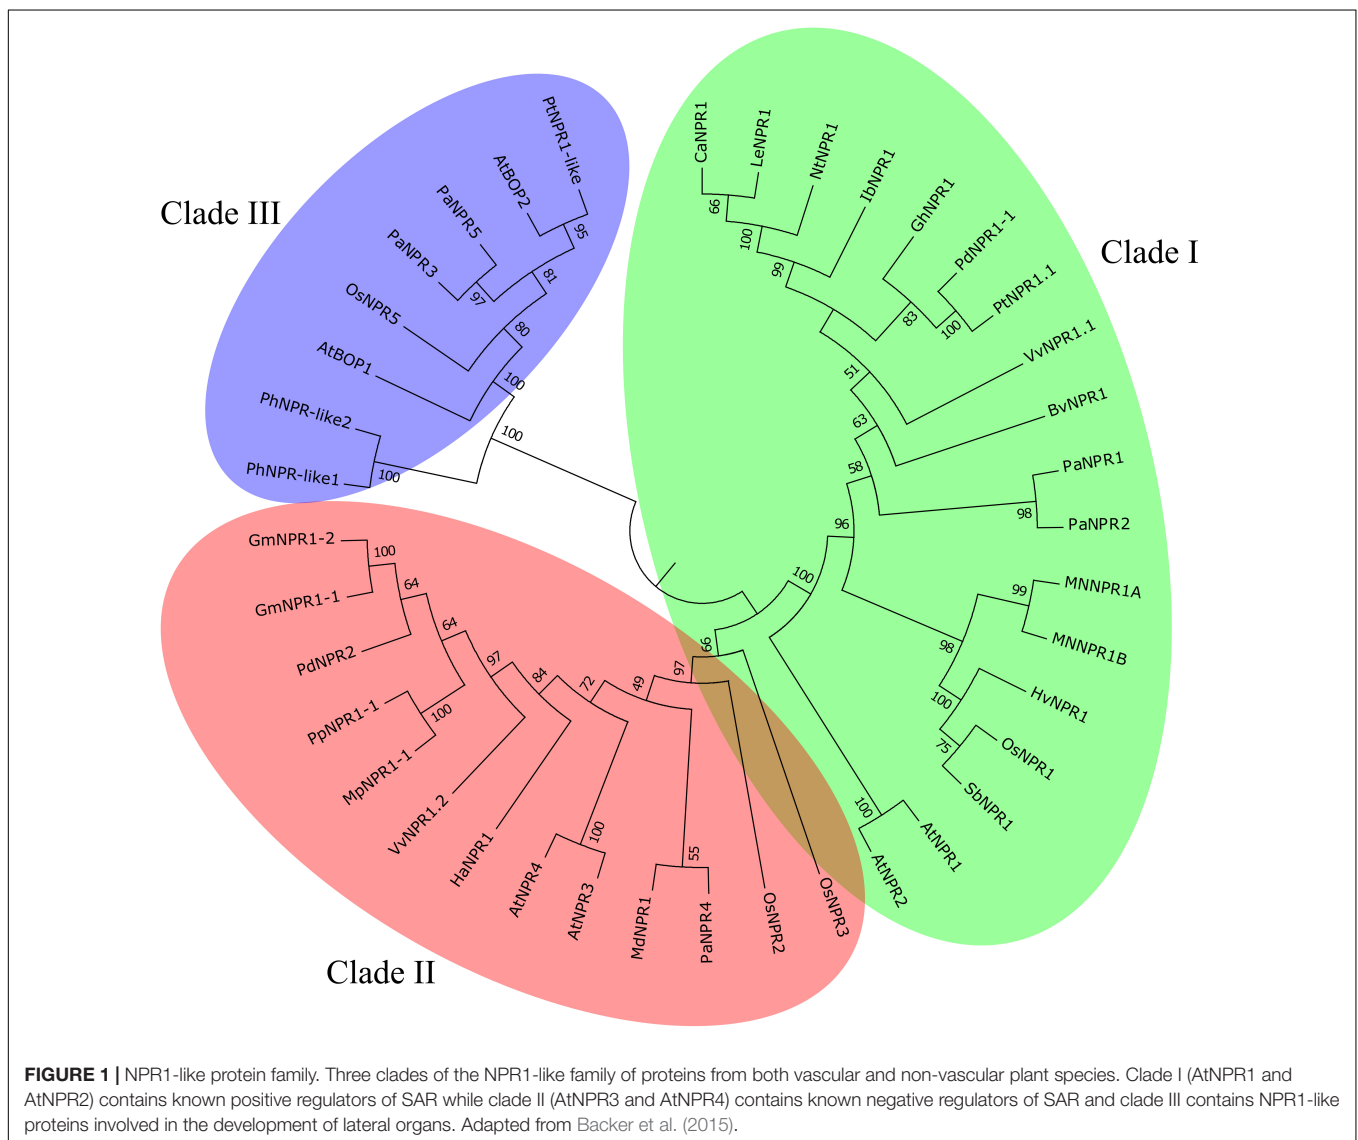 Clade III
PtNPR1-like
AtBOP2
PaNPR5
PaNPR3
OsNPR5
AtBOP1
PhNPR-like2
PhNPR-like1
95
81
97
80
100
100
100
Clade I
CaNPR1
LeNPR1
NtNPR1
IbNPR1
GhNPR1
PdNPR1-1
PtNPR1.1
VvNPR1.1
BvNPR1
PaNPR1
PaNPR2
MNNPR1A
MNNPR1B
HvNPR1
OsNPR1
SbNPR1
AtNPR1
AtNPR2
66
100
99
83
100
51
63
58
98
96
99
98
100
75
100
100
99
Clade II
GmNPR1-2
GmNPR1-1
PdNPR2
PpNPR1-1
MpNPR1-1
VvNPR1.2
HaNPR1
AtNPR4
AtNPR3
MdNPR1
PaNPR4
OsNPR2
OsNPR3
100
64
64
100
97
84
72
49
97
100
55
FIGURE 1 | NPR1-like protein family. Three clades of the NPR1-like family of proteins from both vascular and non-vascular plant species. Clade I (AtNPR1 and
AtNPR2) contains known positive regulators of SAR while clade II (AtNPR3 and AtNPR4) contains known negative regulators of SAR and clade III contains NPR1-like
proteins involved in the development of lateral organs. Adapted from Backer et al. (2015).